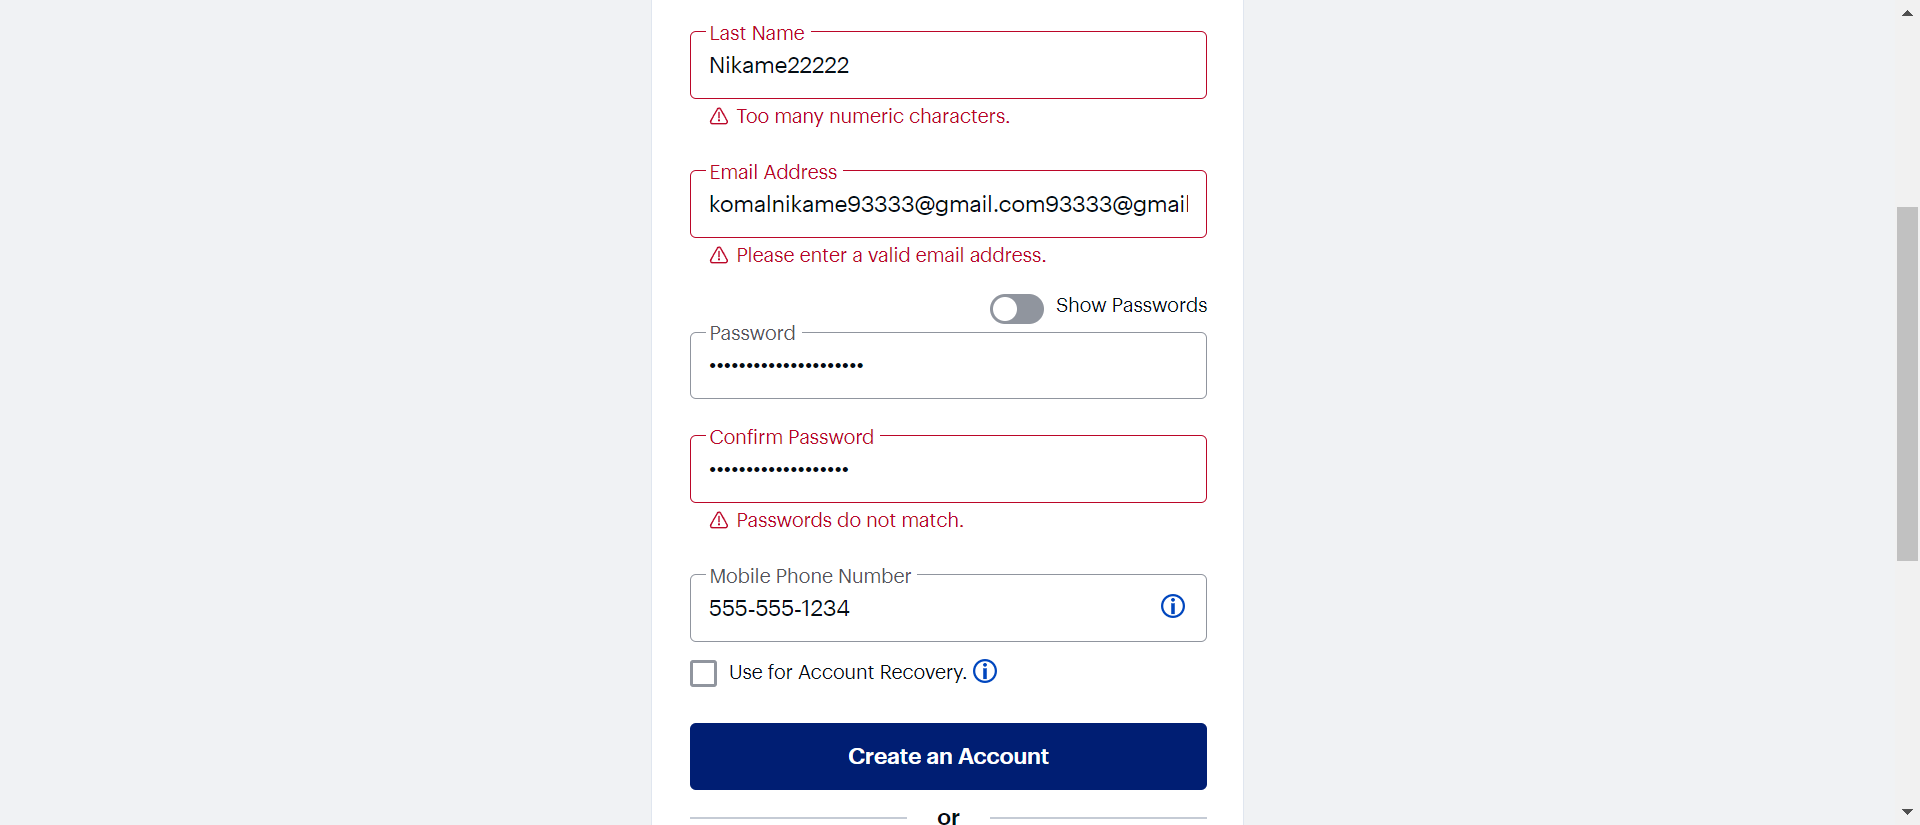 Last Name
Nikame22222
Too many numeric characters.
Email Address
komalnikame93333@gmail.com93333@gmail
Please enter a valid email address.
Show Passwords
Password
•••••••••••••••••••••
Confirm Password
•••••••••••••••••••
Passwords do not match.
Mobile Phone Number
555-555-1234
Use for Account Recovery.
Create an Account
or